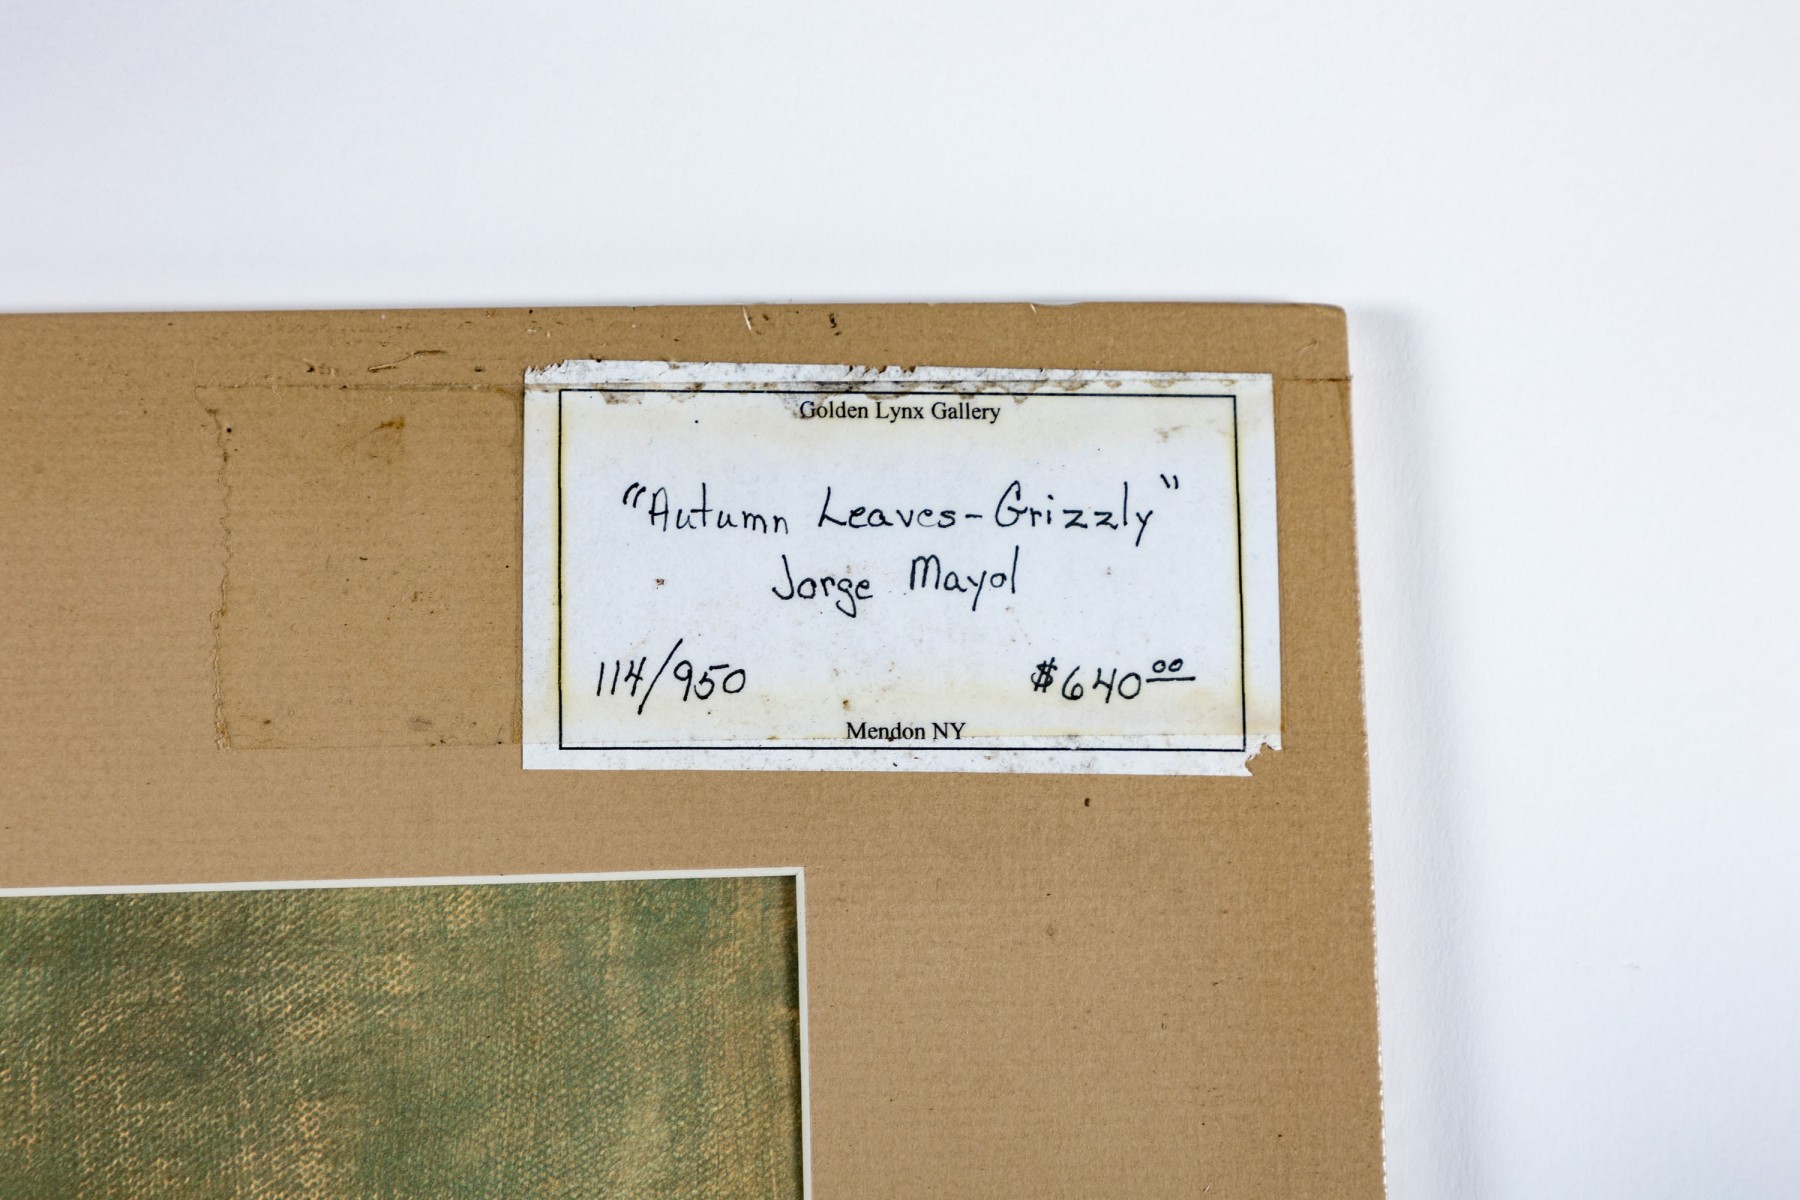 Golden Lynx Gallery
"Autumn Leaves-Grizzly"
Jorge Mayol
114/950 $640.00
Mendon NY